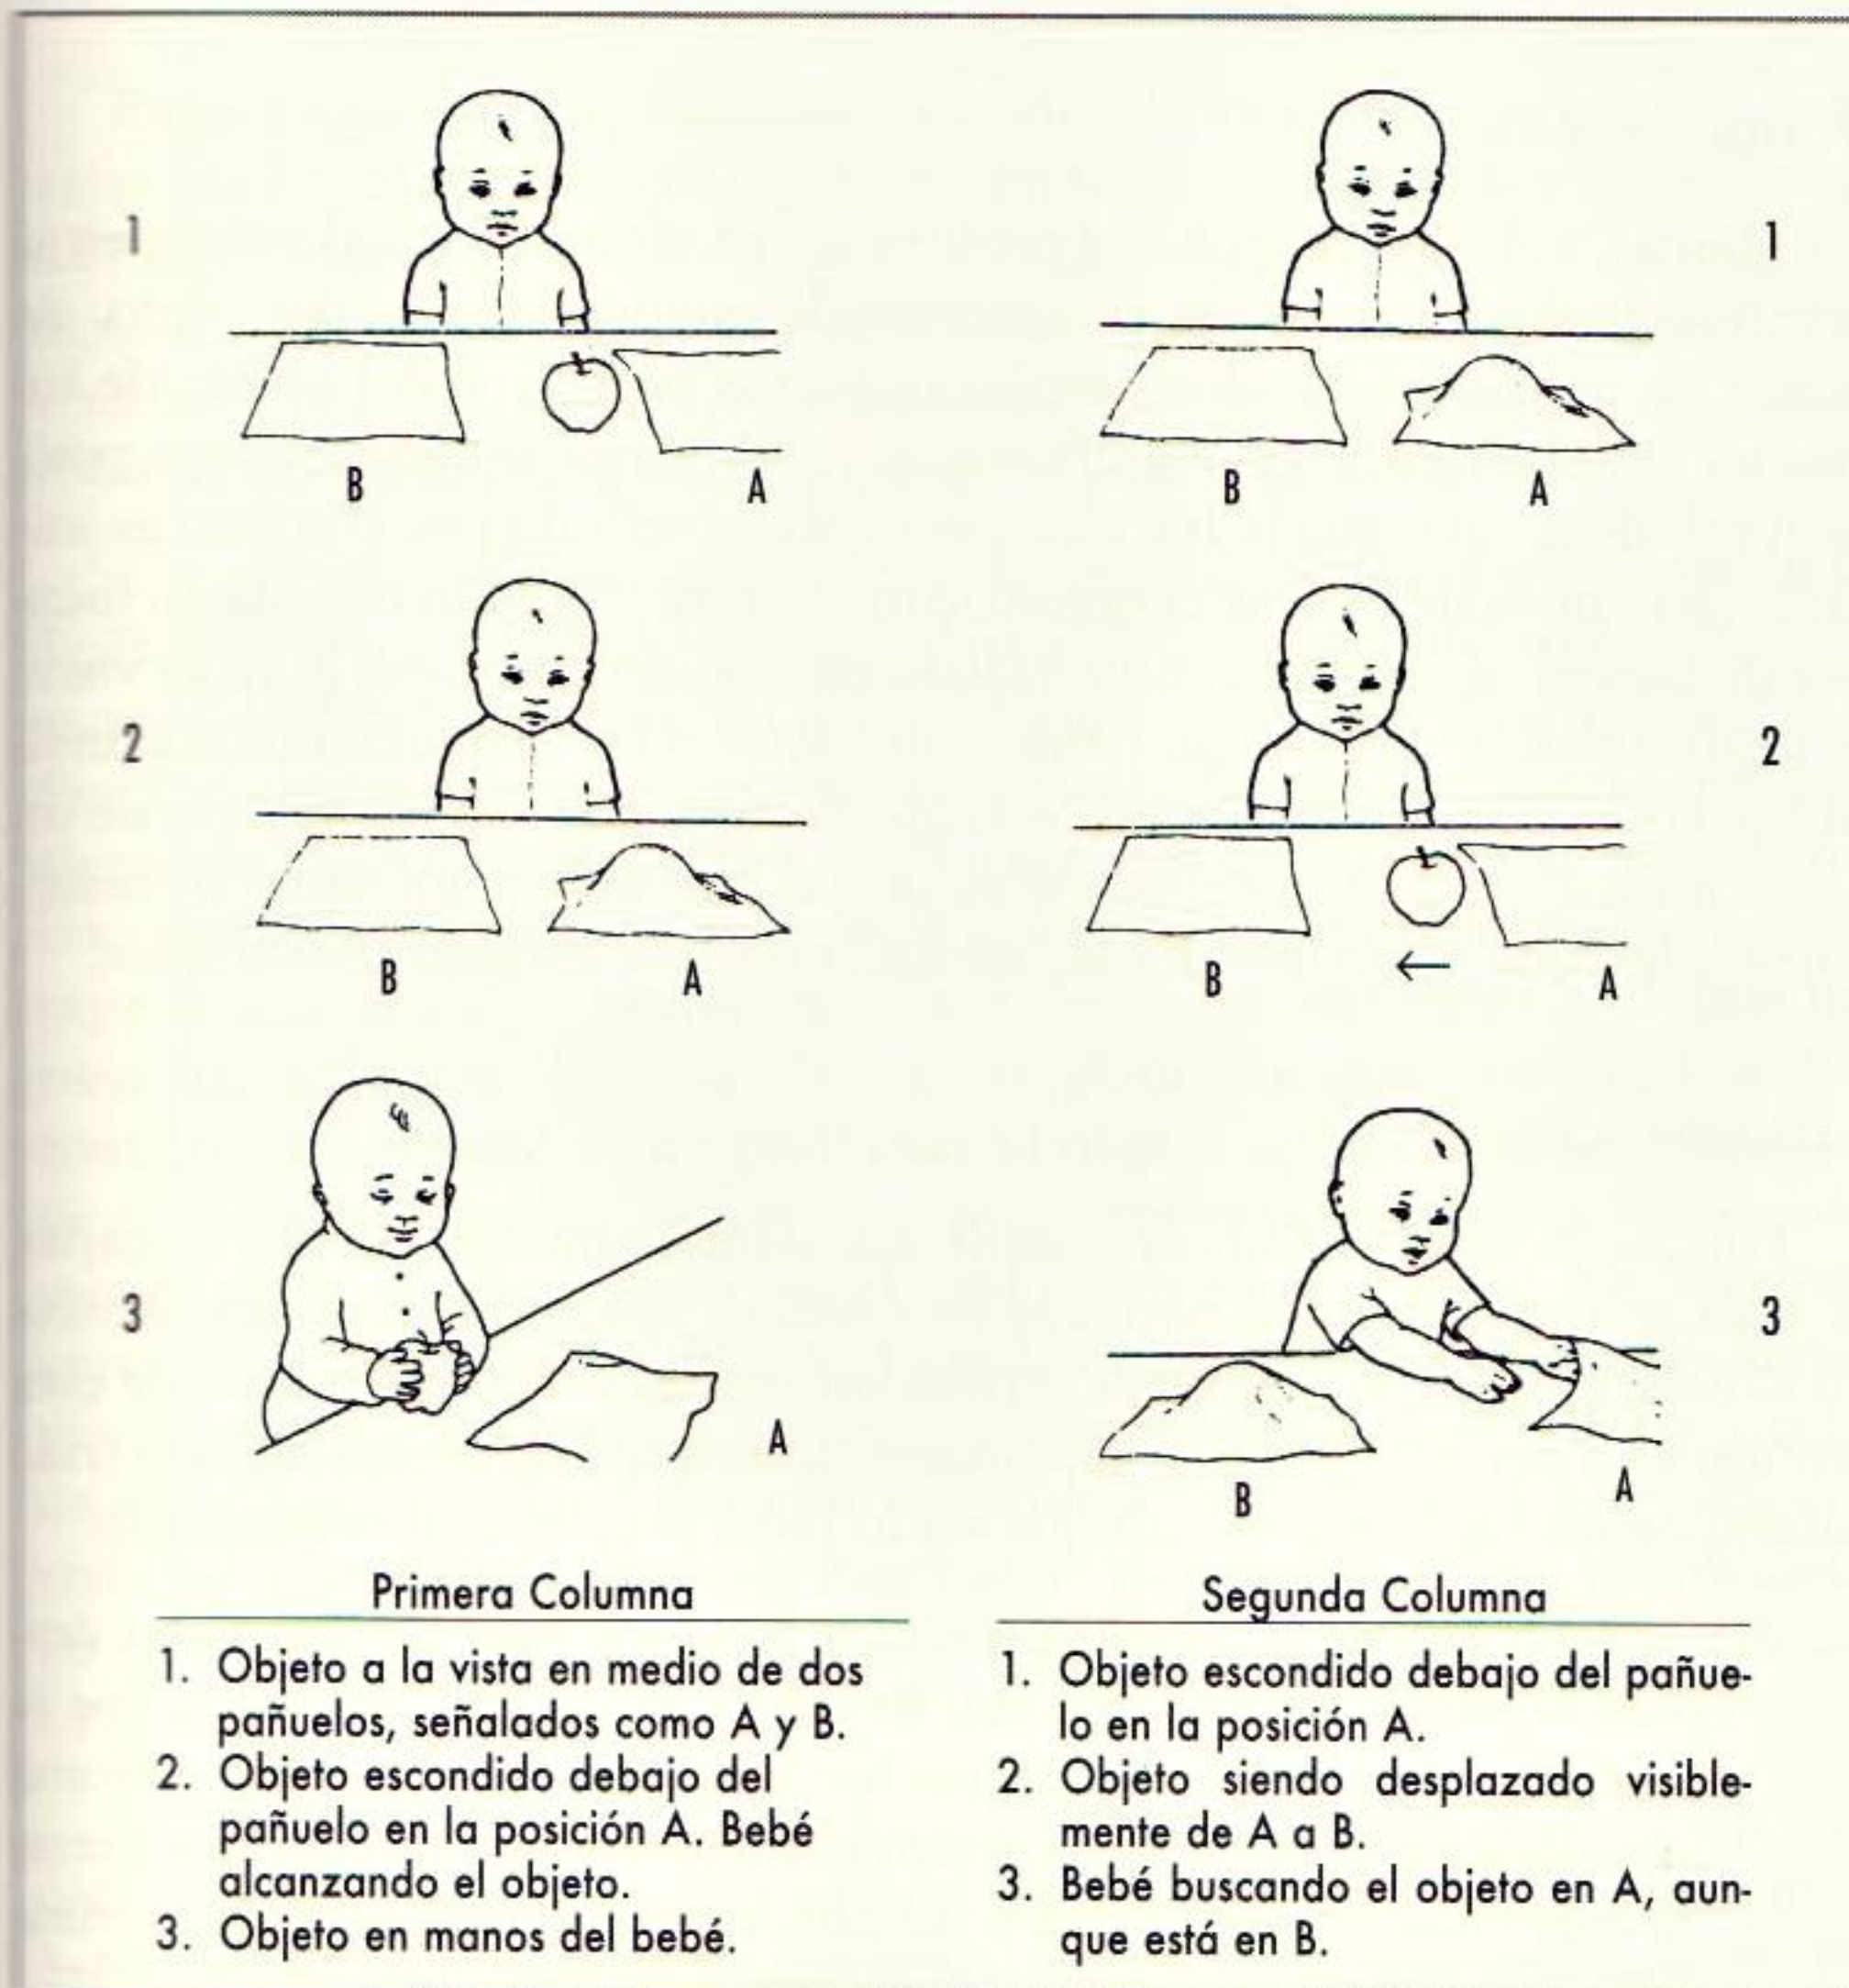 1
1
B
A
B
A
2
2
B
A
B
A
3
3
A
B
A
Primera Columna
1. Objeto a la vista en medio de dos
pañuelos, señalados como A y B.
2. Objeto escondido debajo del
pañuelo en la posición A. Bebé
alcanzando el objeto.
3. Objeto en manos del bebé.
Segunda Columna
1. Objeto escondido debajo del pañue-
lo en la posición A.
2. Objeto siendo desplazado visible-
mente de A a B.
3. Bebé buscando el objeto en A, aun-
que está en B.